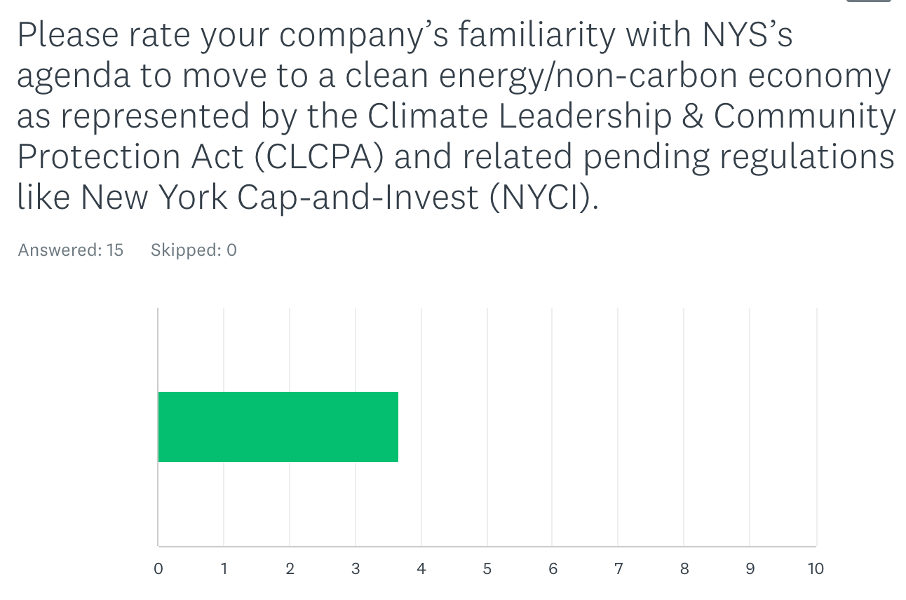 Please rate your company’s familiarity with NYS’s
agenda to move to a clean energy/non-carbon economy
as represented by the Climate Leadership & Community
Protection Act (CLCPA) and related pending regulations
like New York Cap-and-Invest (NYCI).
Answered: 15 Skipped: 0
0 1 2 3 4 5 6 7 8 9 10